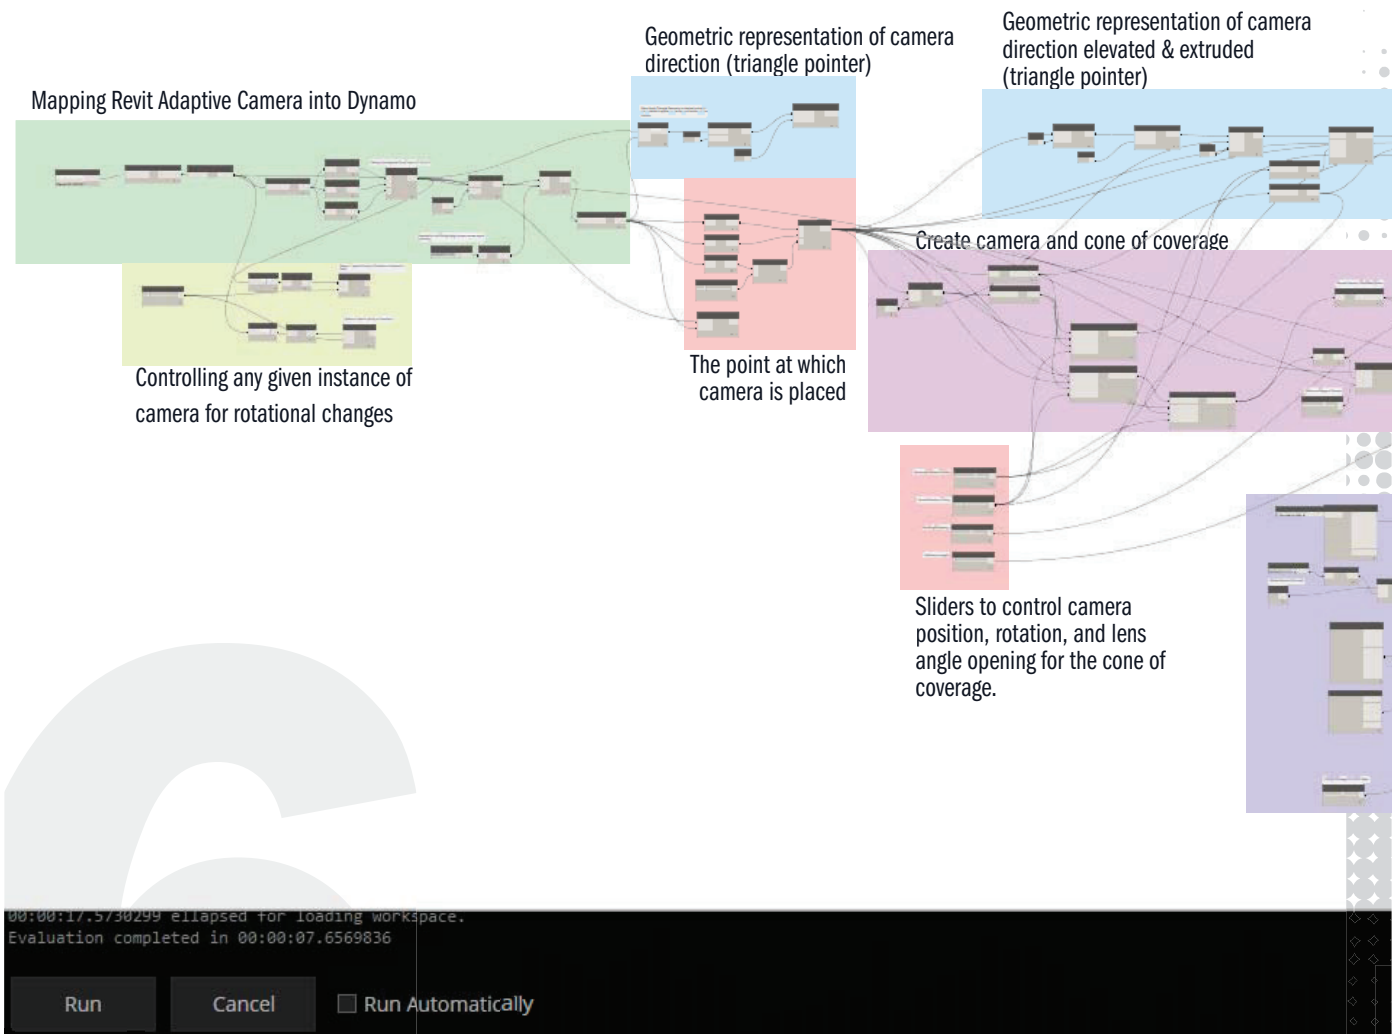 Geometric representation of camera
direction (triangle pointer)
Geometric representation of camera
direction elevated & extruded
(triangle pointer)
Mapping Revit Adaptive Camera into Dynamo
Create camera and cone of coverage
Controlling any given instance of
camera for rotational changes
The point at which
camera is placed
Sliders to control camera
position, rotation, and lens
angle opening for the cone of
coverage.
6
00:00:17.5730299 ellapsed for loading workspace.
Evaluation completed in 00:00:07.6569836
Run
Cancel
Run Automatically